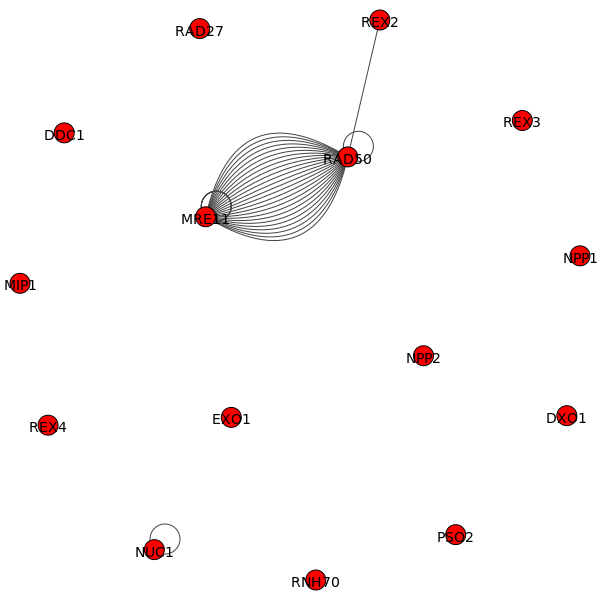 REX2
RAD27
REX3
DDC1
RAD50
MRE11
NPP1
MIP1
NPP2
DXO1
EXO1
REX4
PSO2
NUC1
RNH70